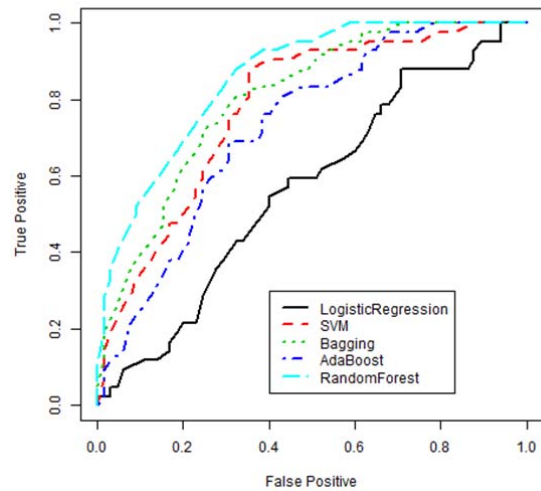 1.0
0.8
0.6
0.4
0.2
0.0
True Positive
LogisticRegression
SVM
Bagging
AdaBoost
RandomForest
0.0 0.2 0.4 0.6 0.8 1.0
False Positive